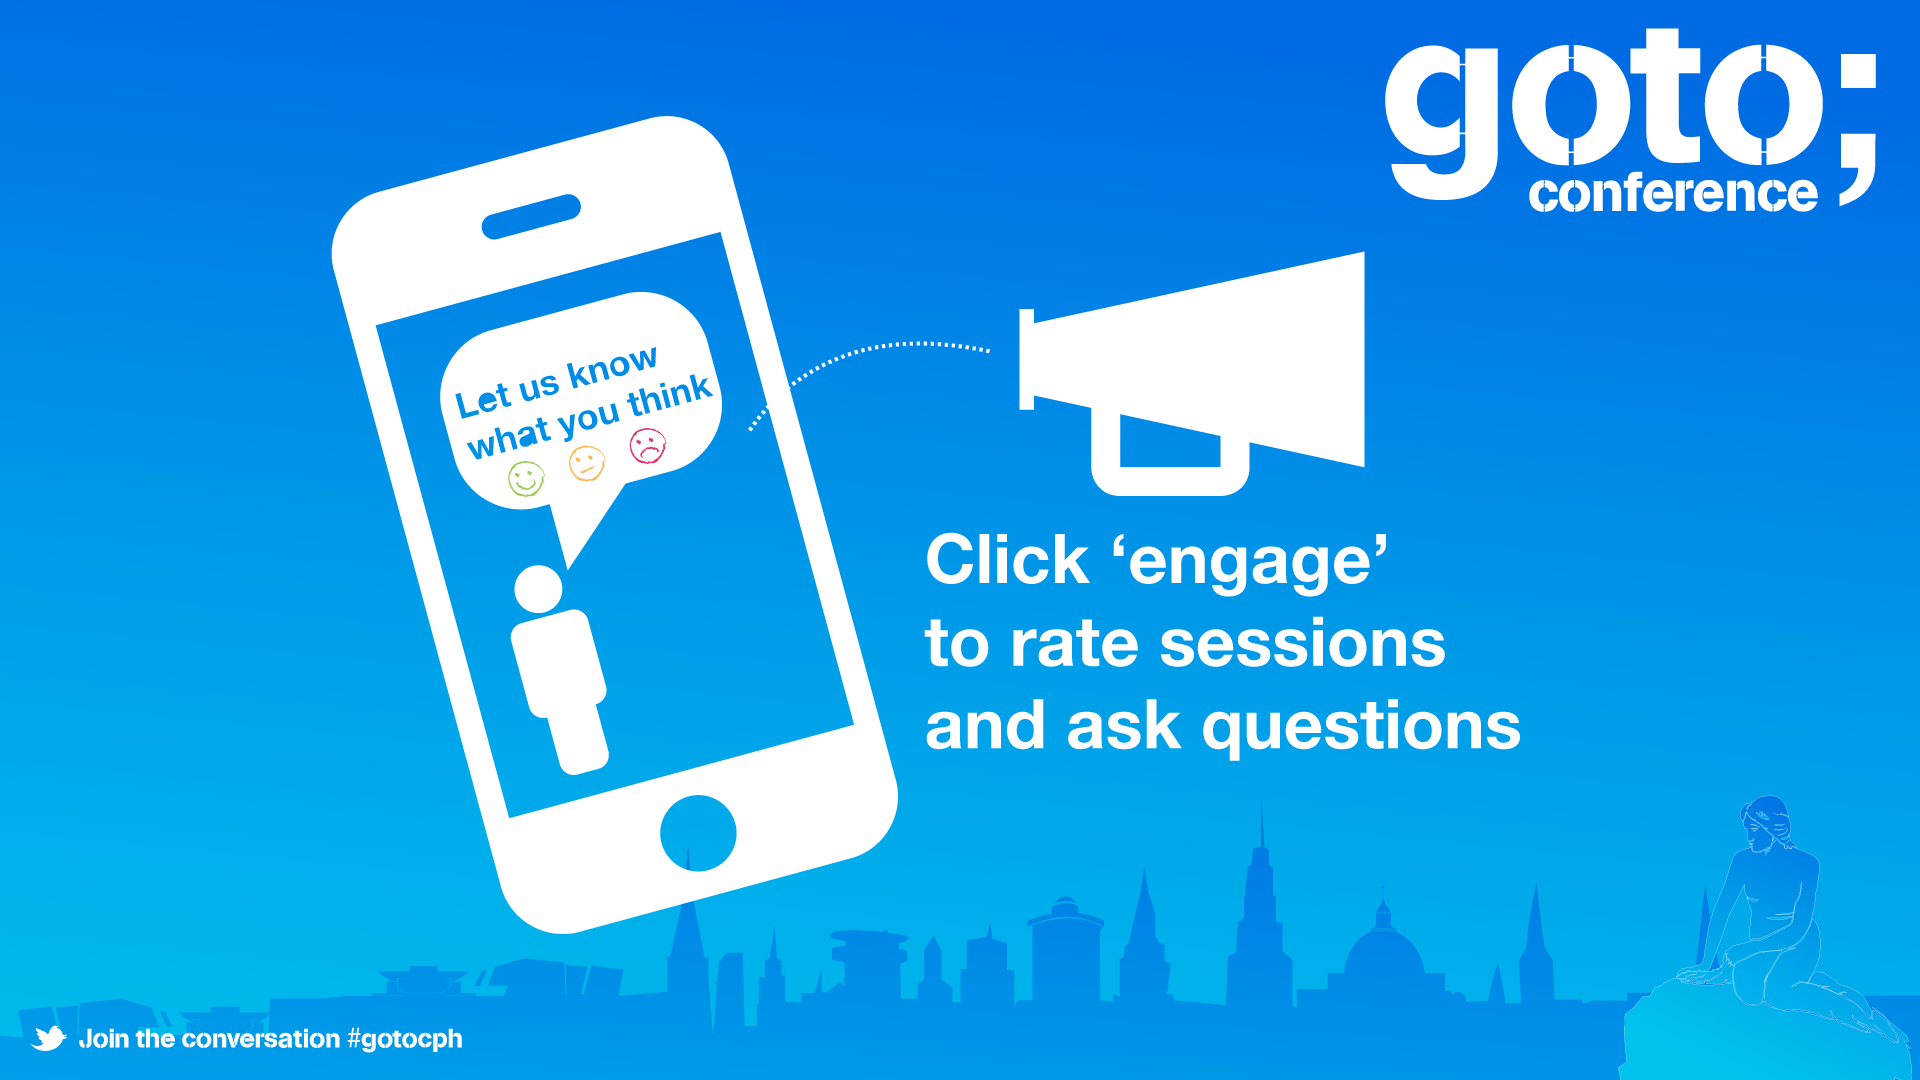 goto;
conference
Let us know
what you think
Click ‘engage’
to rate sessions
and ask questions
Join the conversation #gotocph